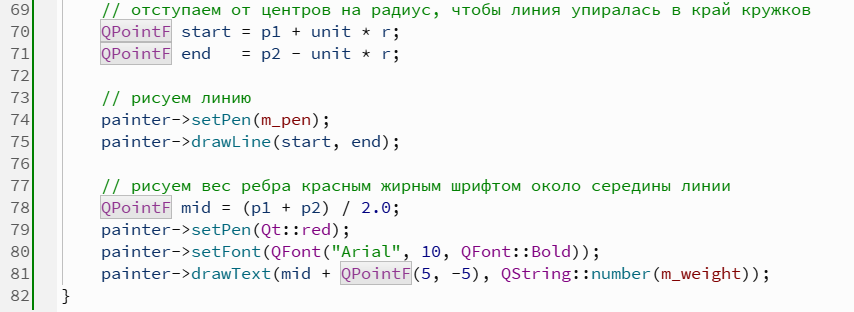 69 // отступаем от центров на радиус, чтобы линия упиралась в край кружков
70 QPointF start = p1 + unit * r;
71 QPointF end   = p2 - unit * r;
72
73 // рисуем линию
74 painter->setPen(m_pen);
75 painter->drawLine(start, end);
76
77 // рисуем вес ребра красным жирным шрифтом около середины линии
78 QPointF mid = (p1 + p2) / 2.0;
79 painter->setPen(Qt::red);
80 painter->setFont(QFont("Arial", 10, QFont::Bold));
81 painter->drawText(mid + QPointF(5, -5), QString::number(m_weight));
82 }